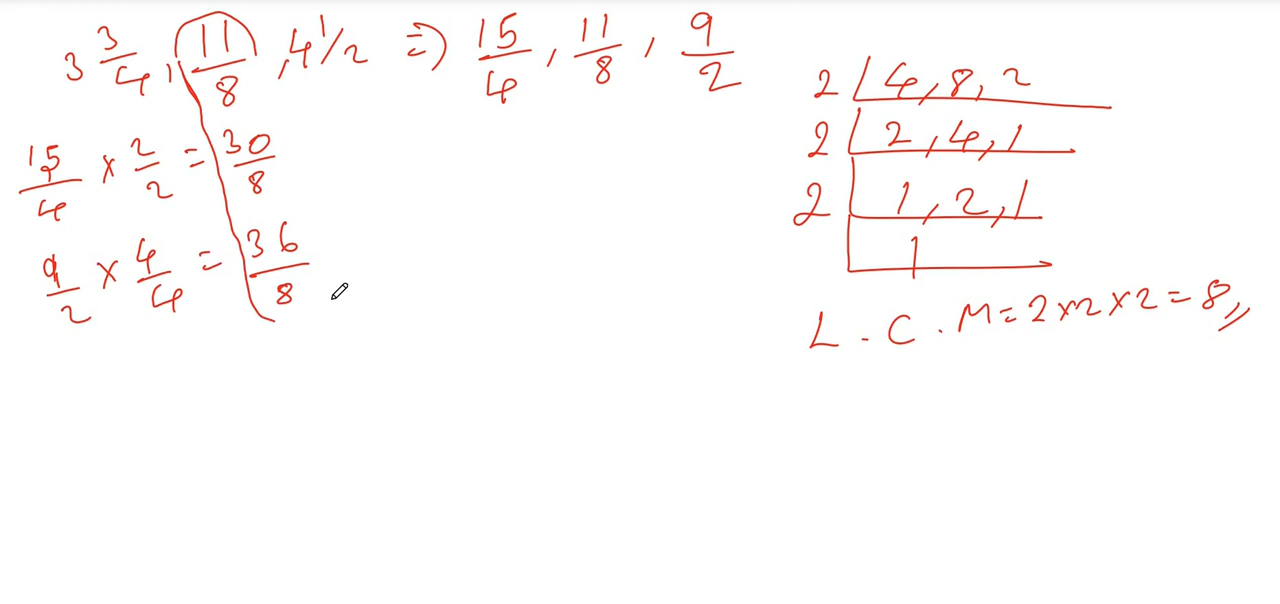 3 3/4, 11/8, 4 1/2 ⇒ 15/4, 11/8, 9/2
15/4 × 2/2 = 30/8
9/2 × 4/4 = 36/8
2 | 4, 8, 2
2 | 2, 4, 1
2 | 1, 2, 1
1
L.C.M = 2×2×2 = 8